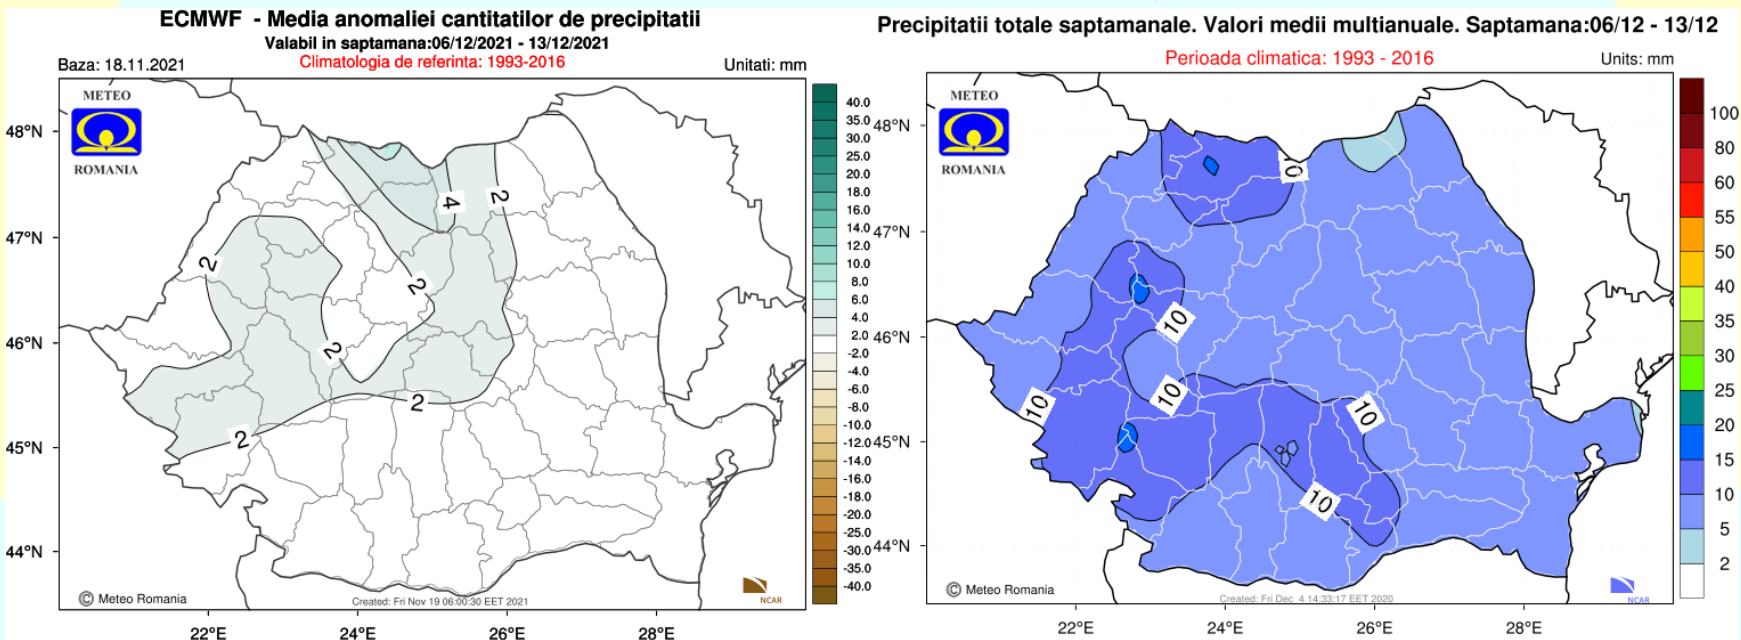 ECMWF - Media anomaliei cantitatilor de precipitatii
Valabil in saptamana:06/12/2021 - 13/12/2021
Climatologia de referinta: 1993-2016
Baza: 18.11.2021
Unitati: mm
METEO
ROMANIA
48°N
47°N
46°N
45°N
44°N
22°E
24°E
26°E
28°E
2
4
2
2
2
2
2
40.0
35.0
30.0
25.0
20.0
18.0
16.0
14.0
12.0
10.0
8.0
6.0
4.0
2.0
-2.0
-4.0
-6.0
-8.0
-10.0
-12.0
-14.0
-16.0
-18.0
-20.0
-25.0
-30.0
-35.0
-40.0
© Meteo Romania
Created: Fri Nov 19 06:00:30 EET 2021
NCAR
Precipitatii totale saptamanale. Valori medii multianuale. Saptamana:06/12 - 13/12
Perioada climatica: 1993 - 2016
Units: mm
METEO
ROMANIA
48°N
47°N
46°N
45°N
44°N
22°E
24°E
26°E
28°E
10
10
10
10
10
100
80
60
55
50
40
35
30
25
20
15
10
5
2
© Meteo Romania
Created: Fri Dec 4 14:33:17 EET 2020
NCAR